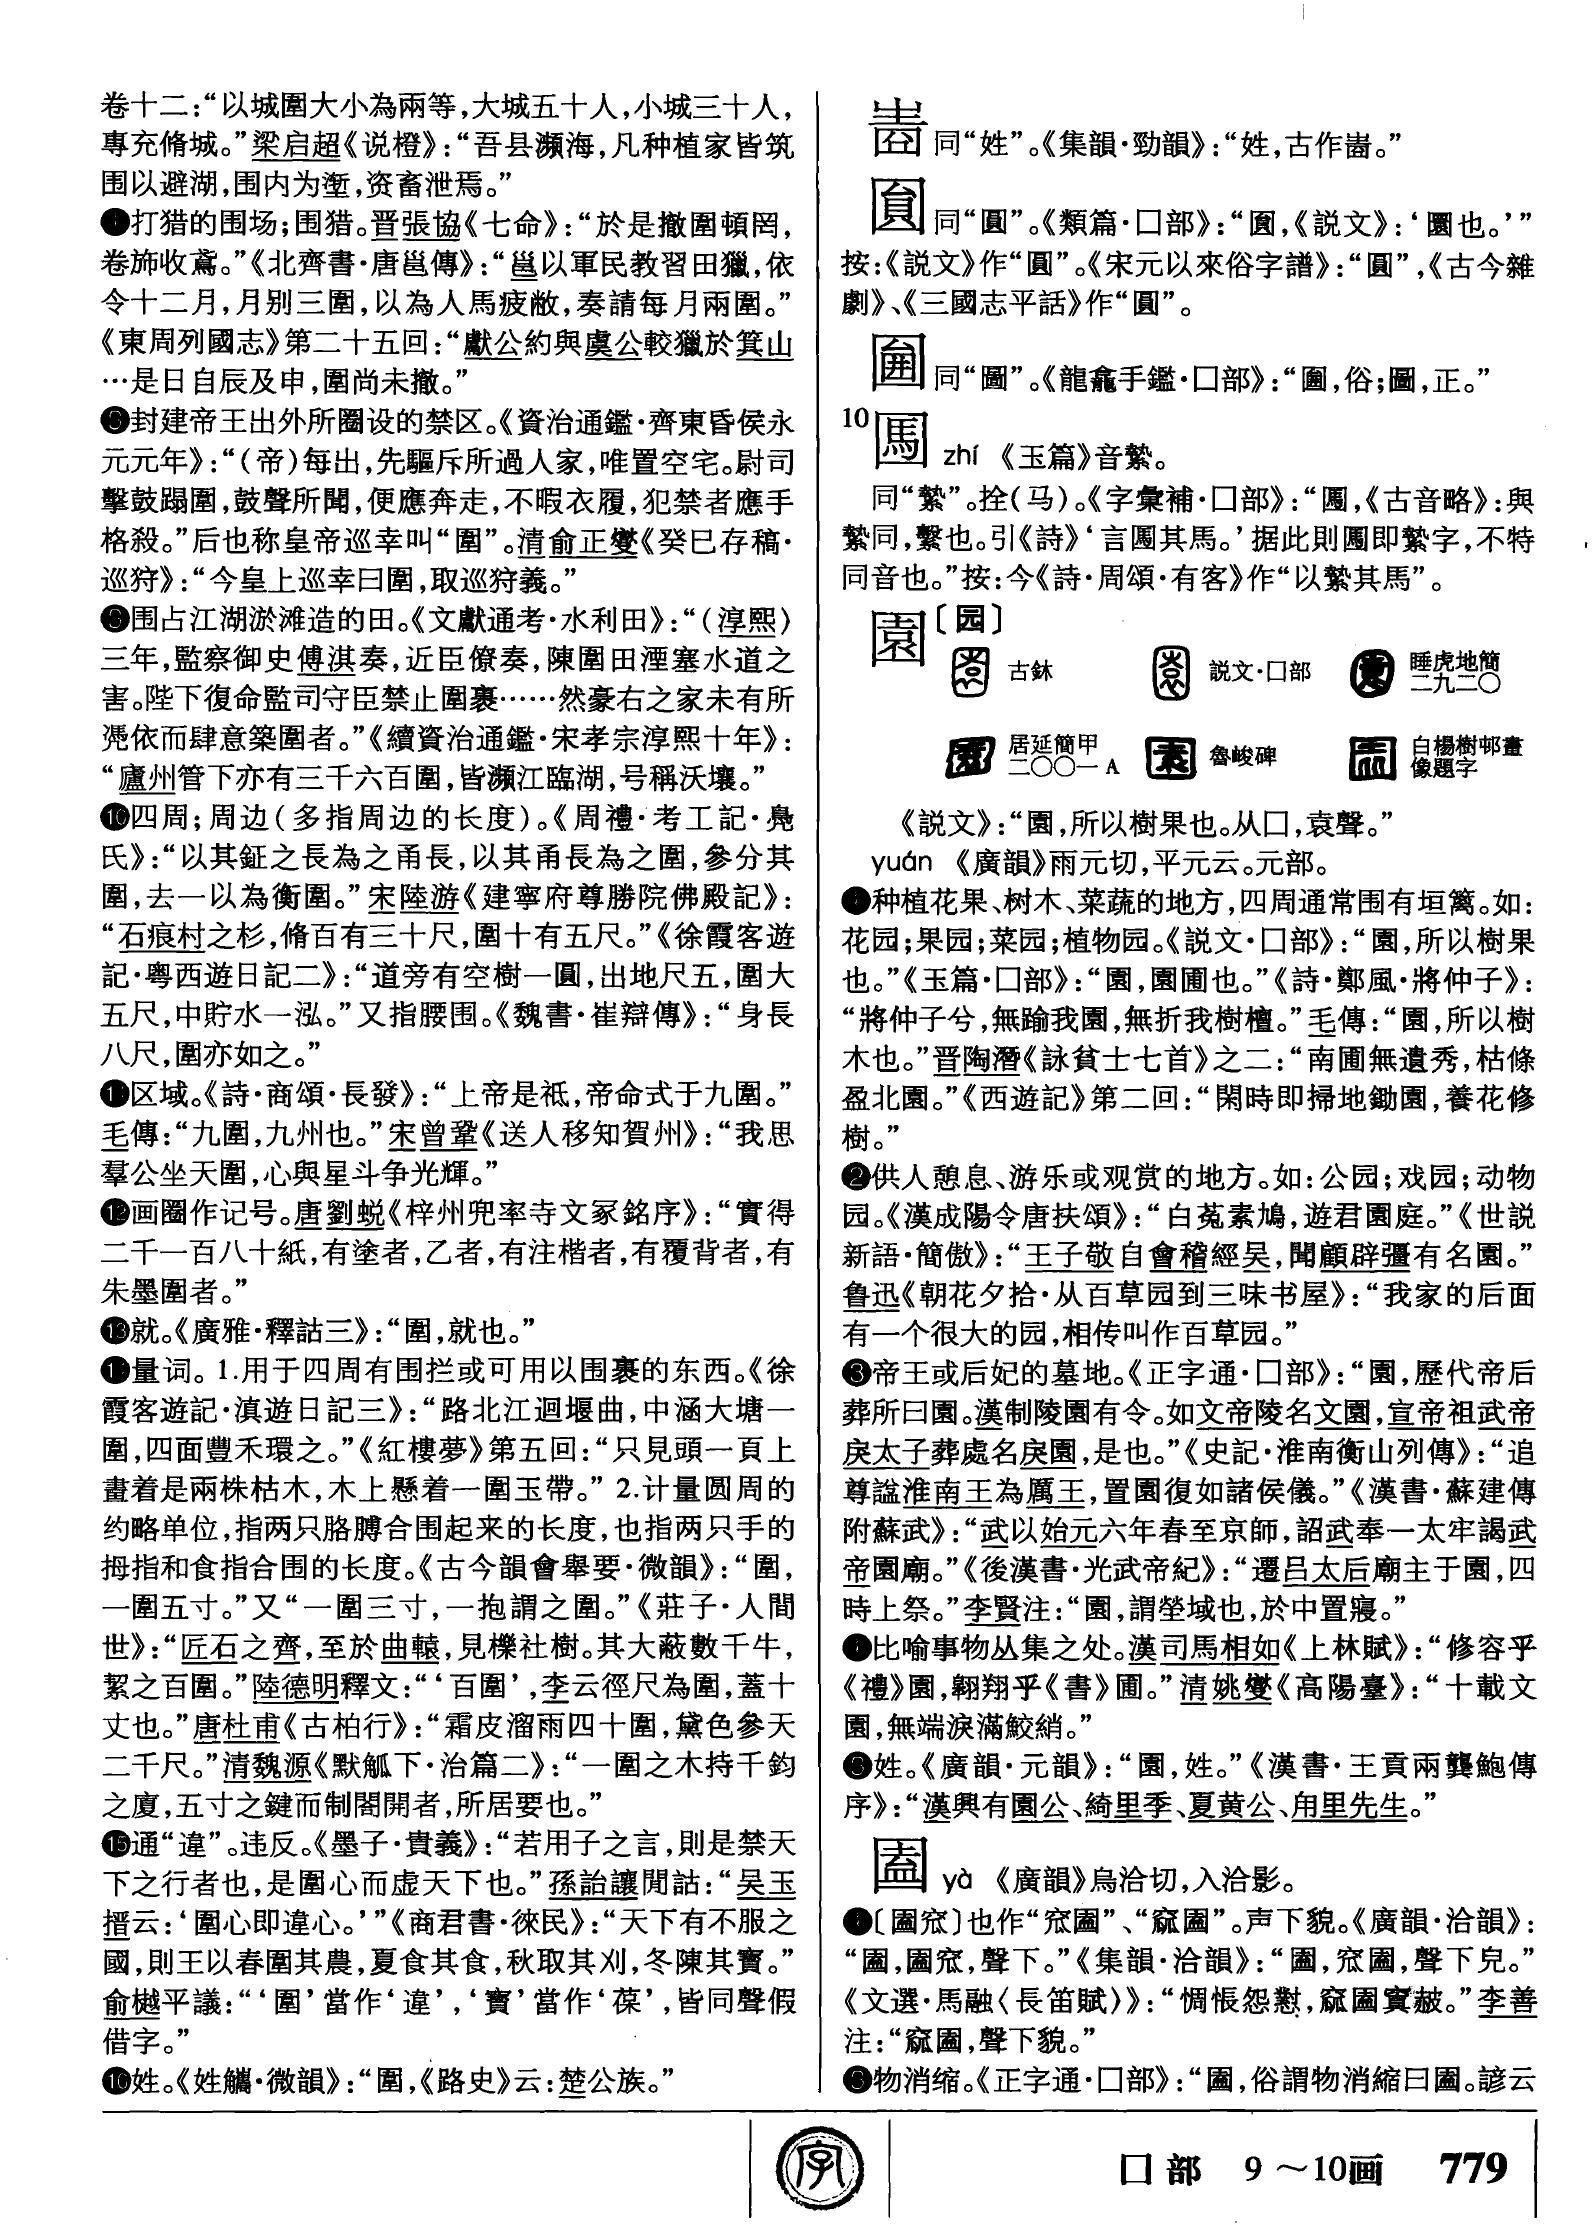 卷十二：“以城圍大小為兩等，大城五十人，小城三十人，
專充脩城。”梁启超《说橙》：“吾县瀕海，凡种植家皆筑
围以避湖，围内为堑，资畜泄焉。”
打猎的围场；围猎。晋張協《七命》：“於是撤圍頓罔，
卷斾收鳶。”《北齊書·唐邕傳》：“邕以軍民教習田獵，依
令十二月，月别三圍，以為人馬疲敝，奏請每月兩圍。”
《東周列國志》第二十五回：“獻公約與虞公較獵於箕山
…是日自辰及申，圍尚未撤。”
封建帝王出外所圈设的禁区。《資治通鑑·齊東昏侯永
元元年》：“（帝）每出，先驅斥所過人家，唯置空宅。尉司
擊鼓蹋圍，鼓聲所聞，便應奔走，不暇衣履，犯禁者應手
格殺。”后也称皇帝巡幸叫“圍”。清俞正燮《癸巳存稿·
巡狩》：“今皇上巡幸曰圍，取巡狩義。”
围占江湖淤滩造的田。《文獻通考·水利田》：“（淳熙）
三年，監察御史傅淇奏，近臣僚奏，陳圍田湮塞水道之
害。陛下復命監司守臣禁止圍裹……然豪右之家未有所
凴依而肆意築圍者。”《續資治通鑑·宋孝宗淳熙十年》：
“廬州管下亦有三千六百圍，皆瀕江臨湖，号稱沃壤。”
⓾四周；周边（多指周边的长度）。《周禮·考工記·鳧
氏》：“以其鉦之長為之甬長，以其甬長為之圍，參分其
圍，去一以為衡圍。”宋陸游《建寧府尊勝院佛殿記》：
“石痕村之杉，脩百有三十尺，圍十有五尺。”《徐霞客遊
記·粤西遊日記二》：“道旁有空樹一圓，出地尺五，圍大
五尺，中貯水一泓。”又指腰围。《魏書·崔辯傳》：“身長
八尺，圍亦如之。”
⓫区域。《詩·商頌·長發》：“上帝是祗，帝命式于九圍。”
毛傳：“九圍，九州也。”宋曾鞏《送人移知賀州》：“我思
羣公坐天圍，心與星斗争光輝。”
⓬画圈作记号。唐劉蜕《梓州兜率寺文冢銘序》：“實得
二千一百八十紙，有塗者，乙者，有注楷者，有覆背者，有
朱墨圍者。”
⓭就。《廣雅·釋詁三》：“圍，就也。”
⓮量词。1.用于四周有围拦或可用以围裹的东西。《徐
霞客遊記·滇遊日記三》：“路北江迴堰曲，中涵大塘一
圍，四面豐禾環之。”《紅樓夢》第五回：“只見頭一頁上
畫着是兩株枯木，木上懸着一圍玉帶。”2.计量圆周的
约略单位，指两只胳膊合围起来的长度，也指两只手的
拇指和食指合围的长度。《古今韻會舉要·微韻》：“圍，
一圍五寸。”又“一圍三寸，一抱謂之圍。”《莊子·人間
世》：“匠石之齊，至於曲轅，見櫟社樹。其大蔽數千牛，
絜之百圍。”陸德明釋文：“‘百圍’，李云徑尺為圍，蓋十
丈也。”唐杜甫《古柏行》：“霜皮溜雨四十圍，黛色參天
二千尺。”清魏源《默觚下·治篇二》：“一圍之木持千鈞
之廈，五寸之鍵而制閤開者，所居要也。”
⓯通“違”。违反。《墨子·貴義》：“若用子之言，則是禁天
下之行者也，是圍心而虚天下也。”孫詒讓閒詁：“吴玉
搢云：‘圍心即違心。’”《商君書·徠民》：“天下有不服之
國，則王以春圍其農，夏食其食，秋取其刈，冬陳其寶。”
俞樾平議：“‘圍’當作‘違’，‘寶’當作‘葆’，皆同聲假
借字。”
⓰姓。《姓觿·微韻》：“圍，《路史》云：楚公族。”
同“姓”。《集韻·勁韻》：“姓，古作𡴀。”
同“圓”。《類篇·囗部》：“圎，《説文》：‘圜也。’”
按：《説文》作“圓”。《宋元以來俗字譜》：“圓”，《古今雜
劇》、《三國志平話》作“圎”。
同“圖”。《龍龕手鑑·囗部》：“，俗；圖，正。”
10
zhí 《玉篇》音縶。
同“縶”。拴（马）。《字彙補·囗部》：“，《古音略》：與
縶同，繫也。引《詩》‘言其馬。’据此則即縶字，不特
同音也。”按：今《詩·周頌·有客》作“以縶其馬”。
園〔园〕
古鉢 説文·囗部 睡虎地簡二九二〇
居延簡甲二〇〇一A 魯峻碑 白楊樹邨畫像題字
《説文》：“園，所以樹果也。从囗，袁聲。”
yuán 《廣韻》雨元切，平元云。元部。
❶种植花果、树木、菜蔬的地方，四周通常围有垣篱。如：
花园；果园；菜园；植物园。《説文·囗部》：“園，所以樹果
也。”《玉篇·囗部》：“園，園圃也。”《詩·鄭風·將仲子》：
“將仲子兮，無踰我園，無折我樹檀。”毛傳：“園，所以樹
木也。”晋陶潛《詠貧士七首》之二：“南圃無遺秀，枯條
盈北園。”《西遊記》第二回：“閑時即掃地鋤園，養花修
樹。”
❷供人憩息、游乐或观赏的地方。如：公园；戏园；动物
园。《漢成陽令唐扶頌》：“白菟素鳩，遊君園庭。”《世説
新語·簡傲》：“王子敬自會稽經吴，聞顧辟彊有名園。”
鲁迅《朝花夕拾·从百草园到三味书屋》：“我家的后面
有一个很大的园，相传叫作百草园。”
❸帝王或后妃的墓地。《正字通·囗部》：“園，歷代帝后
葬所曰園。漢制陵園有令。如文帝陵名文園，宣帝祖武帝
戾太子葬處名戾園，是也。”《史記·淮南衡山列傳》：“追
尊謚淮南王為厲王，置園復如諸侯儀。”《漢書·蘇建傳
附蘇武》：“武以始元六年春至京師，詔武奉一太牢謁武
帝園廟。”《後漢書·光武帝紀》：“遷吕太后廟主于園，四
時上祭。”李賢注：“園，謂塋域也，於中置寢。”
❹比喻事物丛集之处。漢司馬相如《上林賦》：“修容乎
《禮》園，翱翔乎《書》圃。”清姚燮《高陽臺》：“十載文
園，無端淚滿鮫綃。”
❺姓。《廣韻·元韻》：“園，姓。”《漢書·王貢兩龔鮑傳
序》：“漢興有園公、綺里季、夏黄公、甪里先生。”
yà 《廣韻》烏洽切，入洽影。
❶〔窊〕也作“窊”、“窳”。声下貌。《廣韻·洽韻》：
“，窊，聲下。”《集韻·洽韻》：“，窊，聲下皃。”
《文選·馬融〈長笛賦〉》：“惆悵怨懟，窳。”李善
注：“窳，聲下貌。”
❷物消缩。《正字通·囗部》：“，俗謂物消縮曰。諺云
字
囗部 9～10画 779